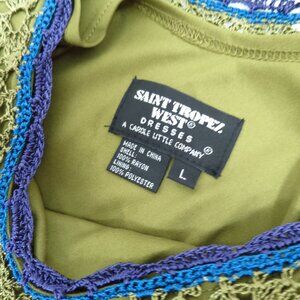 SAINT TROPEZ
WEST®
DRESSES
A CAROLE LITTLE COMPANY®
MADE IN CHINA
SHELL:
100% RAYON
LINING:
100% POLYESTER
L